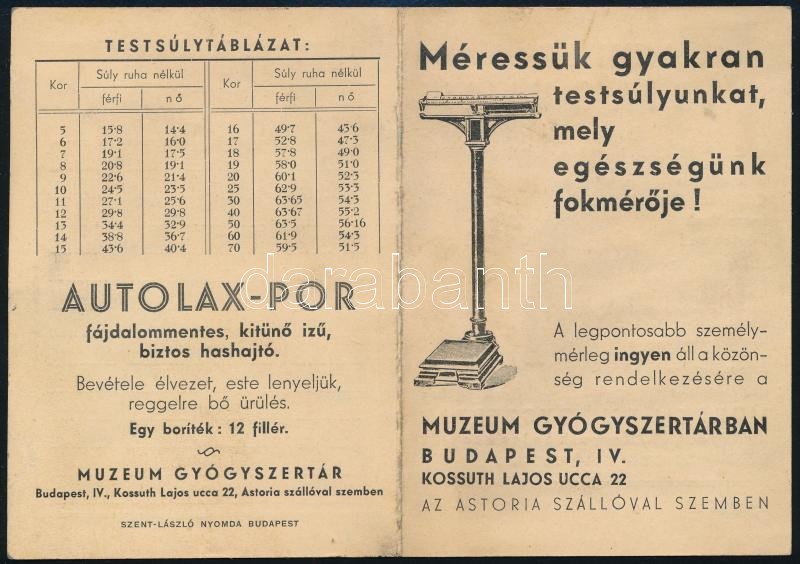 TESTSÚLYTÁBLÁZAT:
Kor Súly ruha nélkül Kor Súly ruha nélkül
férfi nő férfi nő
5 15·8 14·4 16 49·7 43·6
6 17·2 16·0 17 52·8 47·3
7 19·1 17·5 18 57·8 49·0
8 20·8 19·1 19 58·0 51·0
9 22·6 21·4 20 60·1 52·3
10 24·5 23·5 25 62·9 53·3
11 27·1 25·6 30 63·65 54·3
12 29·8 29·8 40 63·67 55·2
13 34·4 32·9 50 63·5 56·16
14 38·8 36·7 60 61·9 54·3
15 43·6 40·4 70 59·5 51·5
AUTOLAX-POR
fájdalommentes, kitünő izű,
biztos hashajtó.
Bevétele élvezet, este lenyeljük,
reggelre bő ürülés.
Egy boríték: 12 fillér.
MUZEUM GYÓGYSZERTÁR
Budapest, IV., Kossuth Lajos ucca 22, Astoria szállóval szemben
SZENT-LÁSZLÓ NYOMDA BUDAPEST
Méressük gyakran
testsúlyunkat,
mely
egészségünk
fokmérője!
A legpontosabb személy-
mérleg ingyen áll a közön-
ség rendelkezésére a
MUZEUM GYÓGYSZERTÁRBAN
BUDAPEST, IV.
KOSSUTH LAJOS UCCA 22
AZ ASTORIA SZÁLLÓVAL SZEMBEN
darabanth